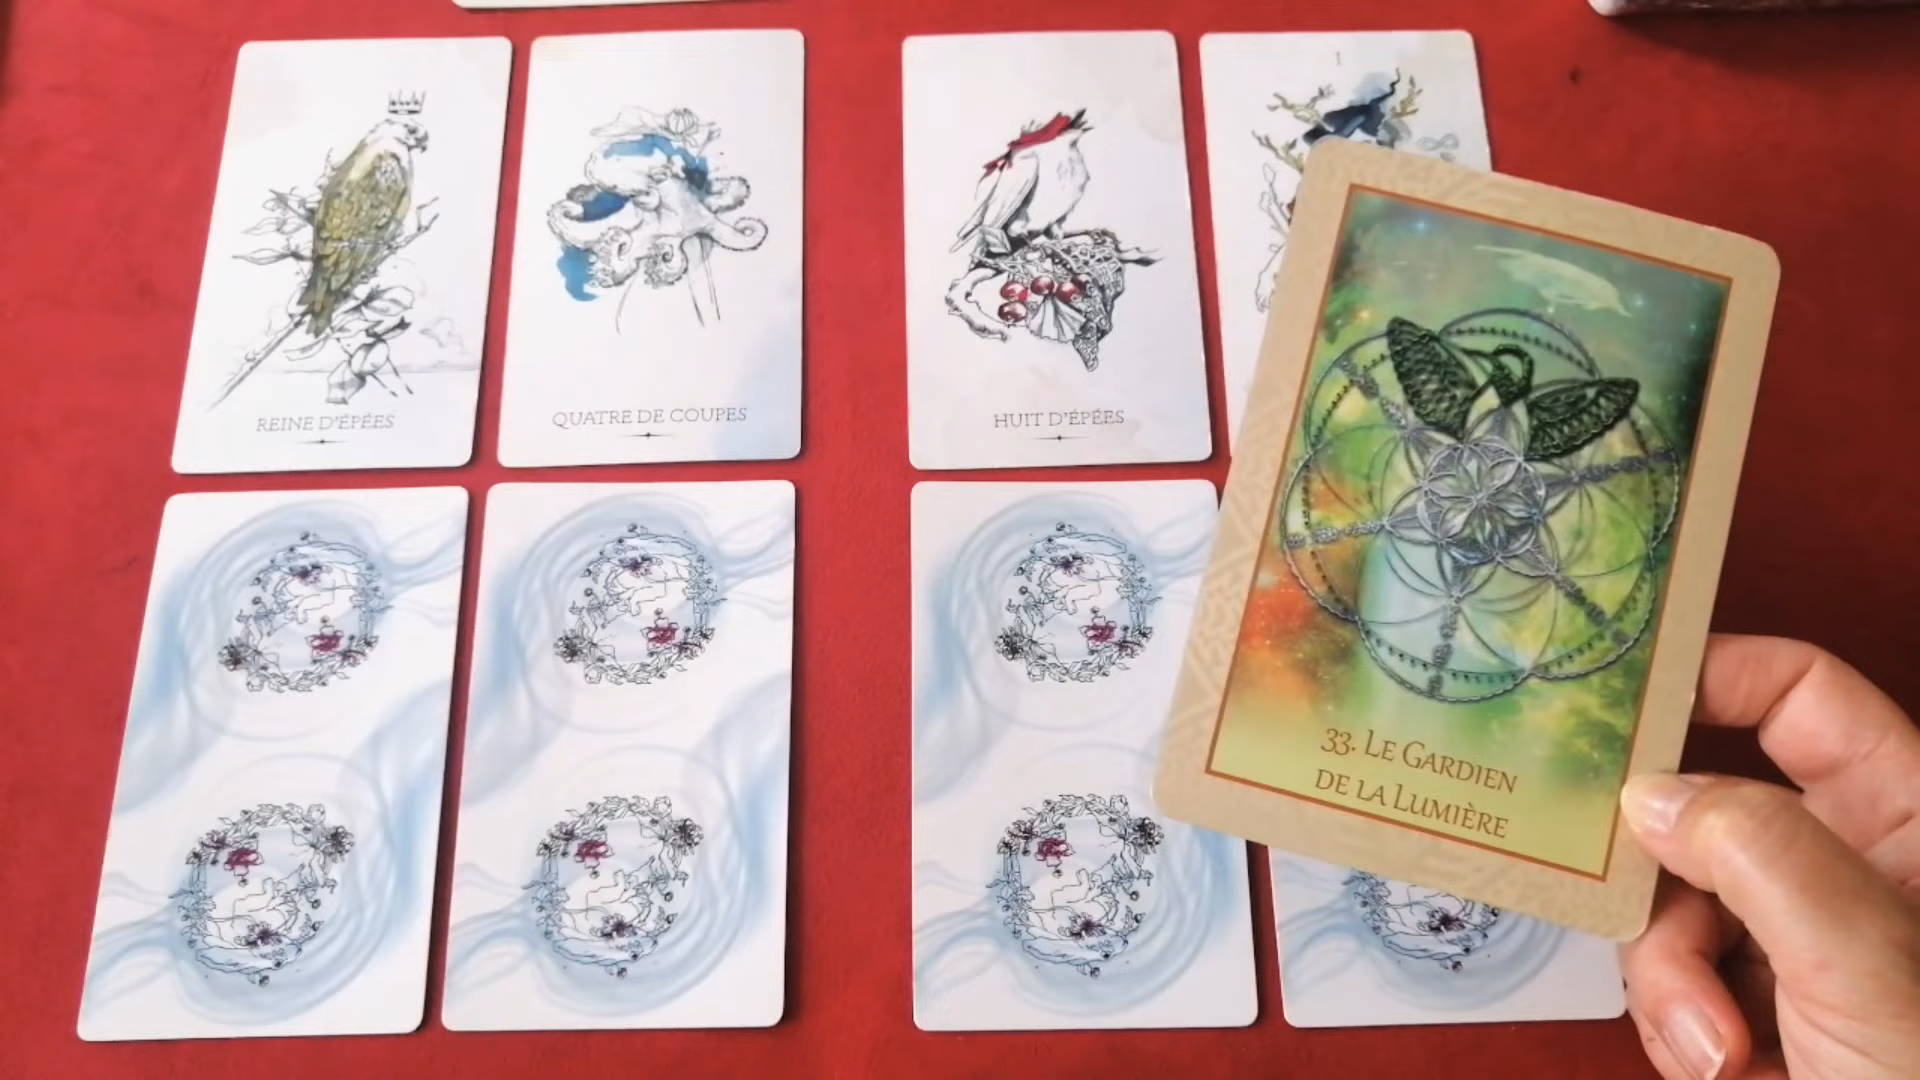 I
REINE D'ÉPÉES
QUATRE DE COUPES
HUIT D'ÉPÉES
33. LE GARDIEN
DE LA LUMIÈRE